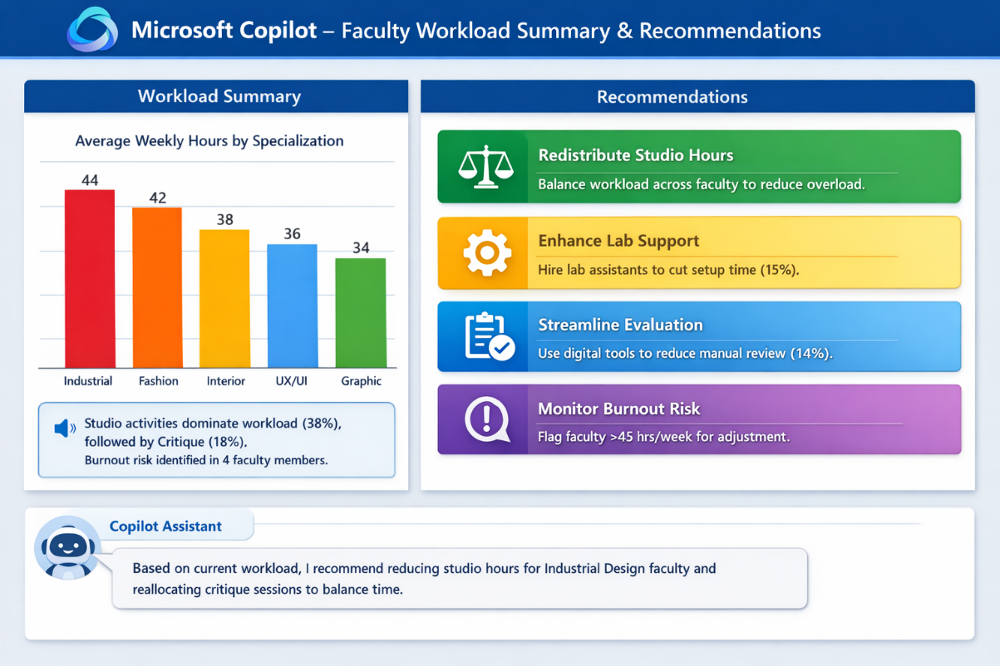 Microsoft Copilot – Faculty Workload Summary & Recommendations
Workload Summary
Average Weekly Hours by Specialization
44
42
38
36
34
Industrial
Fashion
Interior
UX/UI
Graphic
Studio activities dominate workload (38%),
followed by Critique (18%),
Burnout risk identified in 4 faculty members.
Recommendations
Redistribute Studio Hours
Balance workload across faculty to reduce overload.
Enhance Lab Support
Hire lab assistants to cut setup time (15%).
Streamline Evaluation
Use digital tools to reduce manual review (14%).
Monitor Burnout Risk
Flag faculty >45 hrs/week for adjustment.
Copilot Assistant
Based on current workload, I recommend reducing studio hours for Industrial Design faculty and
reallocating critique sessions to balance time.